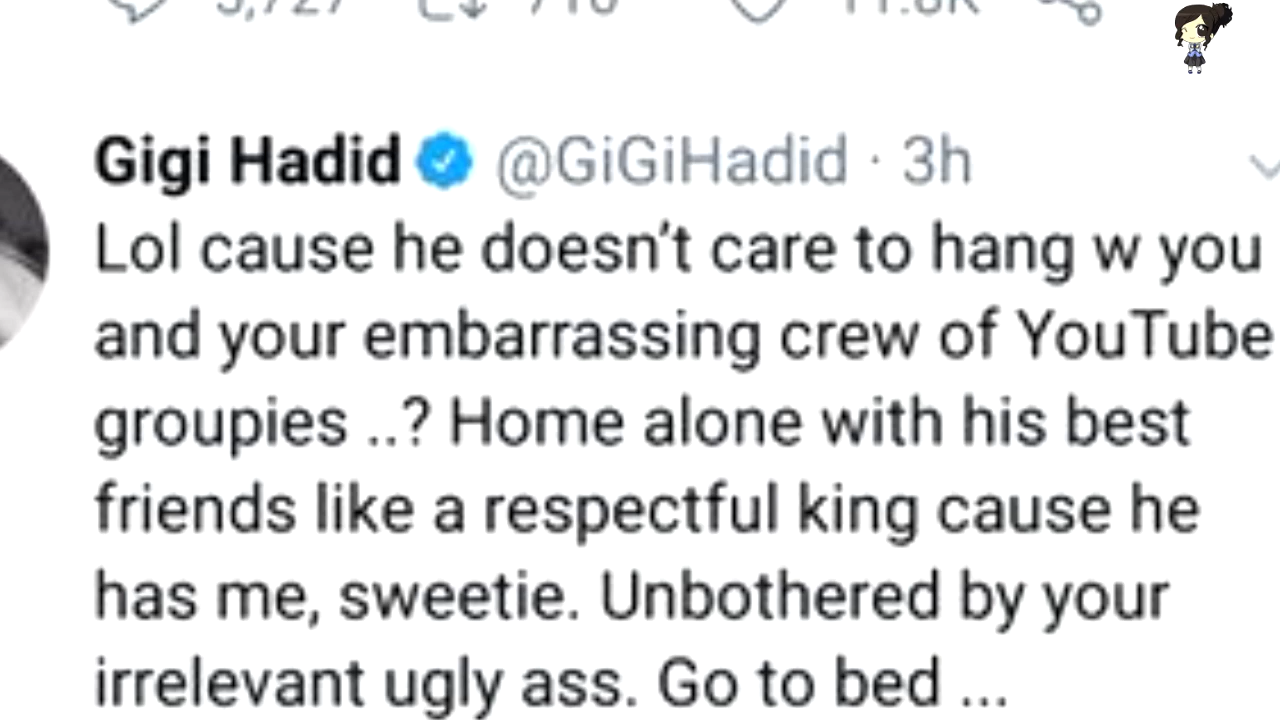 Gigi Hadid @GiGiHadid · 3h
Lol cause he doesn't care to hang w you
and your embarrassing crew of YouTube
groupies ..? Home alone with his best
friends like a respectful king cause he
has me, sweetie. Unbothered by your
irrelevant ugly ass. Go to bed ...